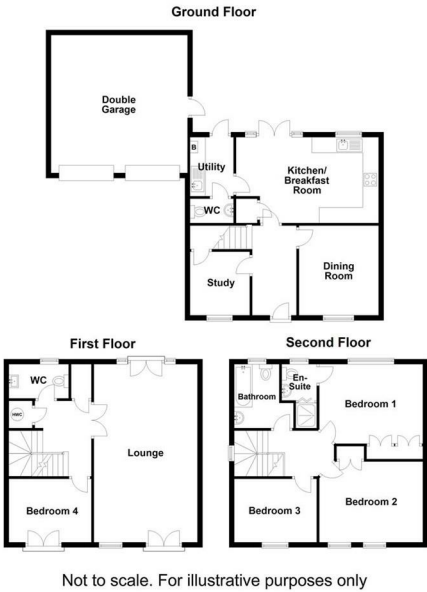 Ground Floor
Double
Garage
B
Utility
Kitchen/
Breakfast
Room
WC
Study
Dining
Room
First Floor
WC
HWC
Lounge
Bedroom 4
Second Floor
En-
Suite
Bathroom
Bedroom 1
Bedroom 3
Bedroom 2
Not to scale. For illustrative purposes only